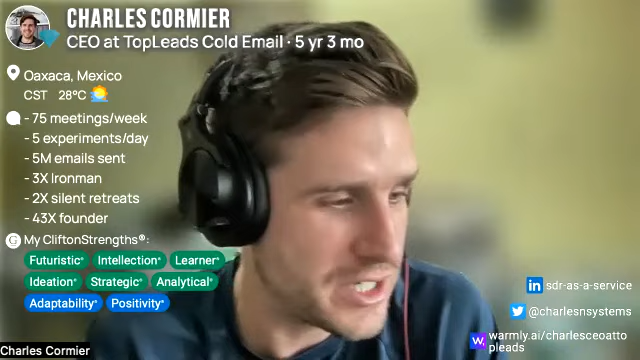 CHARLES CORMIER
CEO at TopLeads Cold Email · 5 yr 3 mo
Oaxaca, Mexico
CST 28°C
- 75 meetings/week
- 5 experiments/day
- 5M emails sent
- 3X Ironman
- 2X silent retreats
- 43X founder
G My CliftonStrengths®:
Futuristic® Intellection® Learner®
Ideation® Strategic® Analytical®
Adaptability® Positivity®
in sdr-as-a-service
@charlesnsystems
w. warmly.ai/charlesceoatto
pleads
Charles Cormier